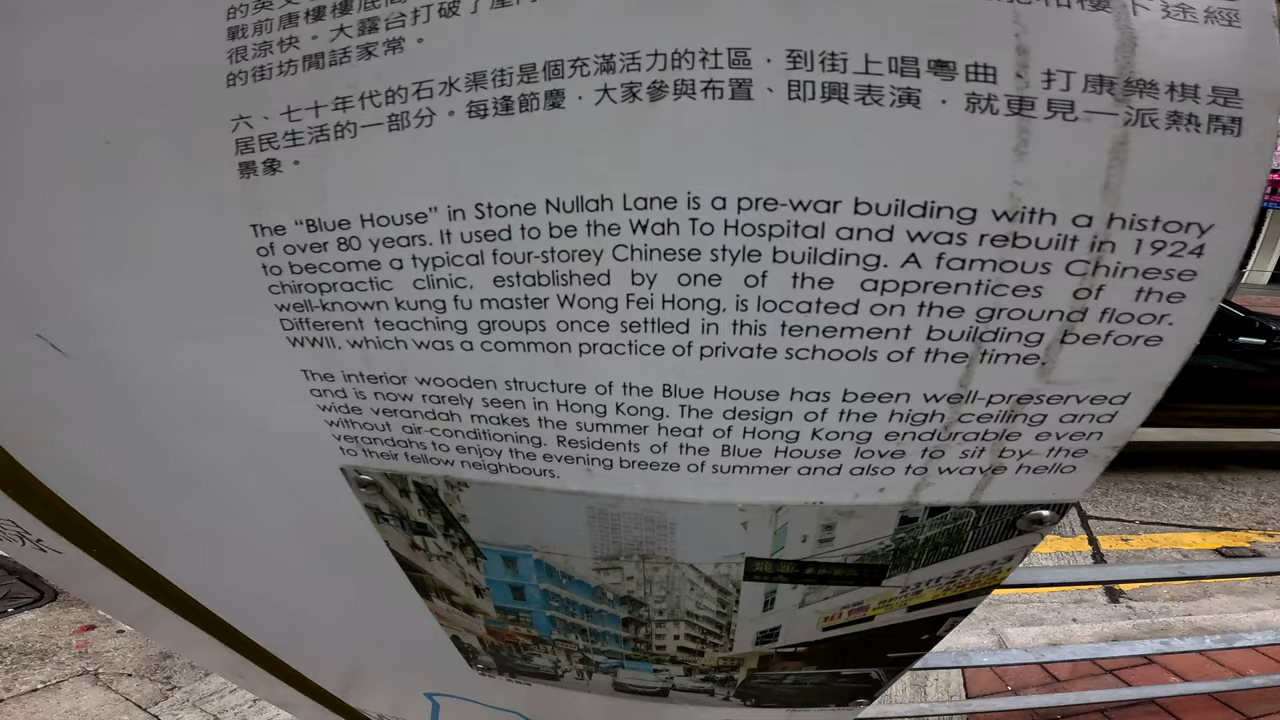 的英文
戰前唐樓樓底高
和樓下途經
很涼快。大露台打破了屋
的街坊閒話家常。
六、七十年代的石水渠街是個充滿活力的社區，到街上唱粵曲、打康樂棋是
居民生活的一部分。每逢節慶，大家參與布置、即興表演，就更見一派熱鬧
景象。
The “Blue House” in Stone Nullah Lane is a pre-war building with a history
of over 80 years. It used to be the Wah To Hospital and was rebuilt in 1924
to become a typical four-storey Chinese style building. A famous Chinese
chiropractic clinic, established by one of the apprentices of the
well-known kung fu master Wong Fei Hong, is located on the ground floor.
Different teaching groups once settled in this tenement building before
WWII, which was a common practice of private schools of the time.
The interior wooden structure of the Blue House has been well-preserved
and is now rarely seen in Hong Kong. The design of the high ceiling and
wide verandah makes the summer heat of Hong Kong endurable even
without air-conditioning. Residents of the Blue House love to sit by the
verandahs to enjoy the evening breeze of summer and also to wave hello
to their fellow neighbours.